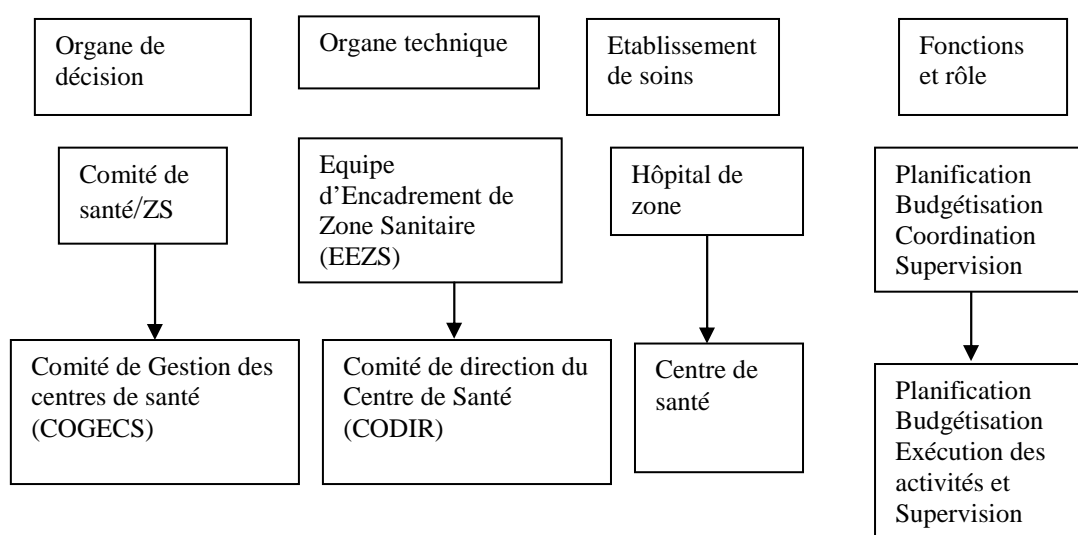 Organe de
décision
Organe technique
Etablissement
de soins
Fonctions
et rôle
Comité de
santé/ZS
Equipe
d’Encadrement de
Zone Sanitaire
(EEZS)
Hôpital de
zone
Planification
Budgétisation
Coordination
Supervision
Comité de Gestion des
centres de santé
(COGECS)
Comité de direction du
Centre de Santé
(CODIR)
Centre de
santé
Planification
Budgétisation
Exécution des
activités et
Supervision